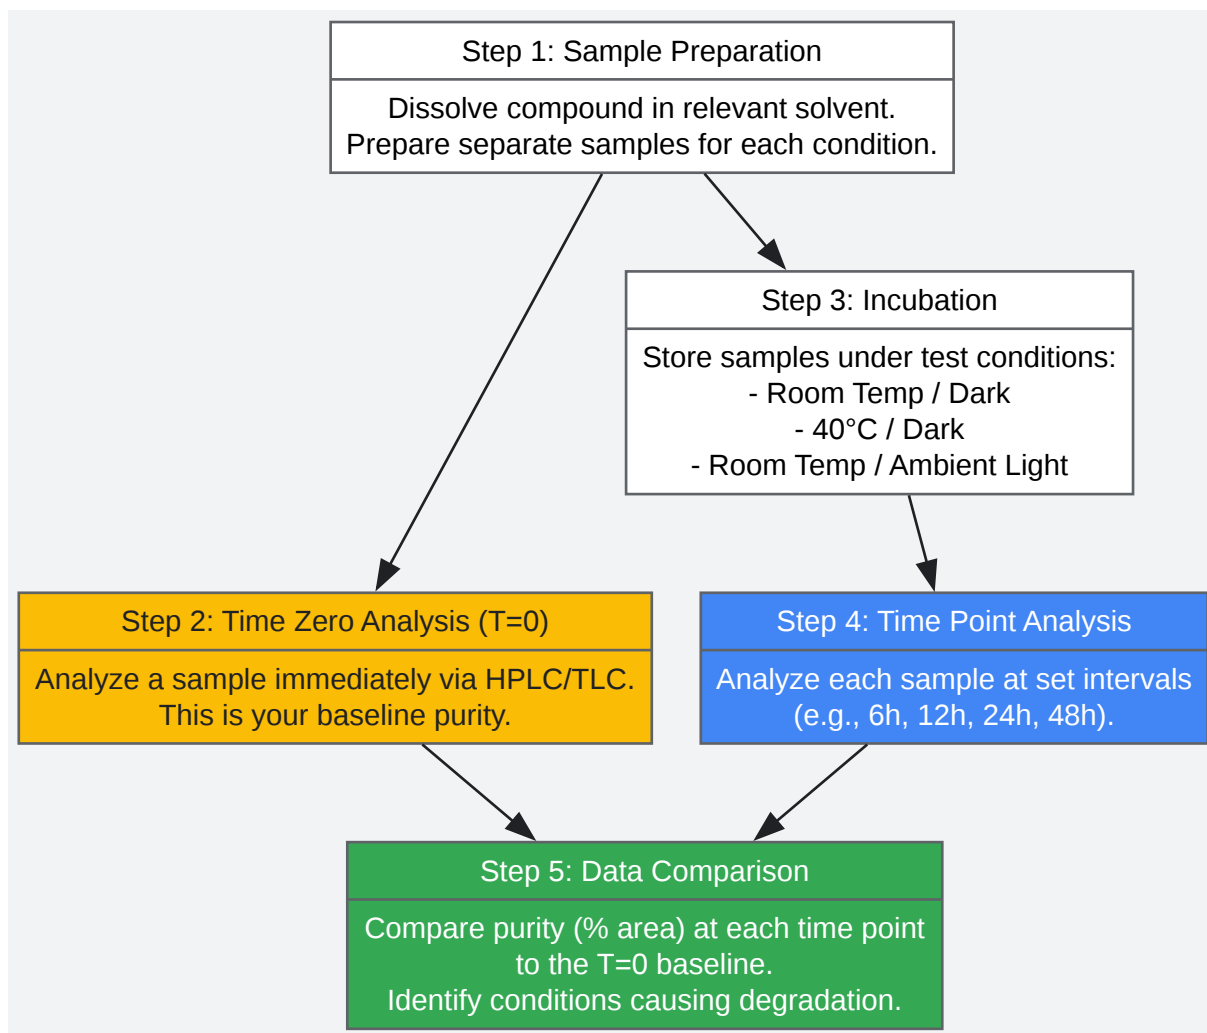 Step 1: Sample Preparation
Dissolve compound in relevant solvent.
Prepare separate samples for each condition.
Step 3: Incubation
Store samples under test conditions:
- Room Temp / Dark
- 40°C / Dark
- Room Temp / Ambient Light
Step 2: Time Zero Analysis (T=0)
Analyze a sample immediately via HPLC/TLC.
This is your baseline purity.
Step 4: Time Point Analysis
Analyze each sample at set intervals
(e.g., 6h, 12h, 24h, 48h).
Step 5: Data Comparison
Compare purity (% area) at each time point
to the T=0 baseline.
Identify conditions causing degradation.